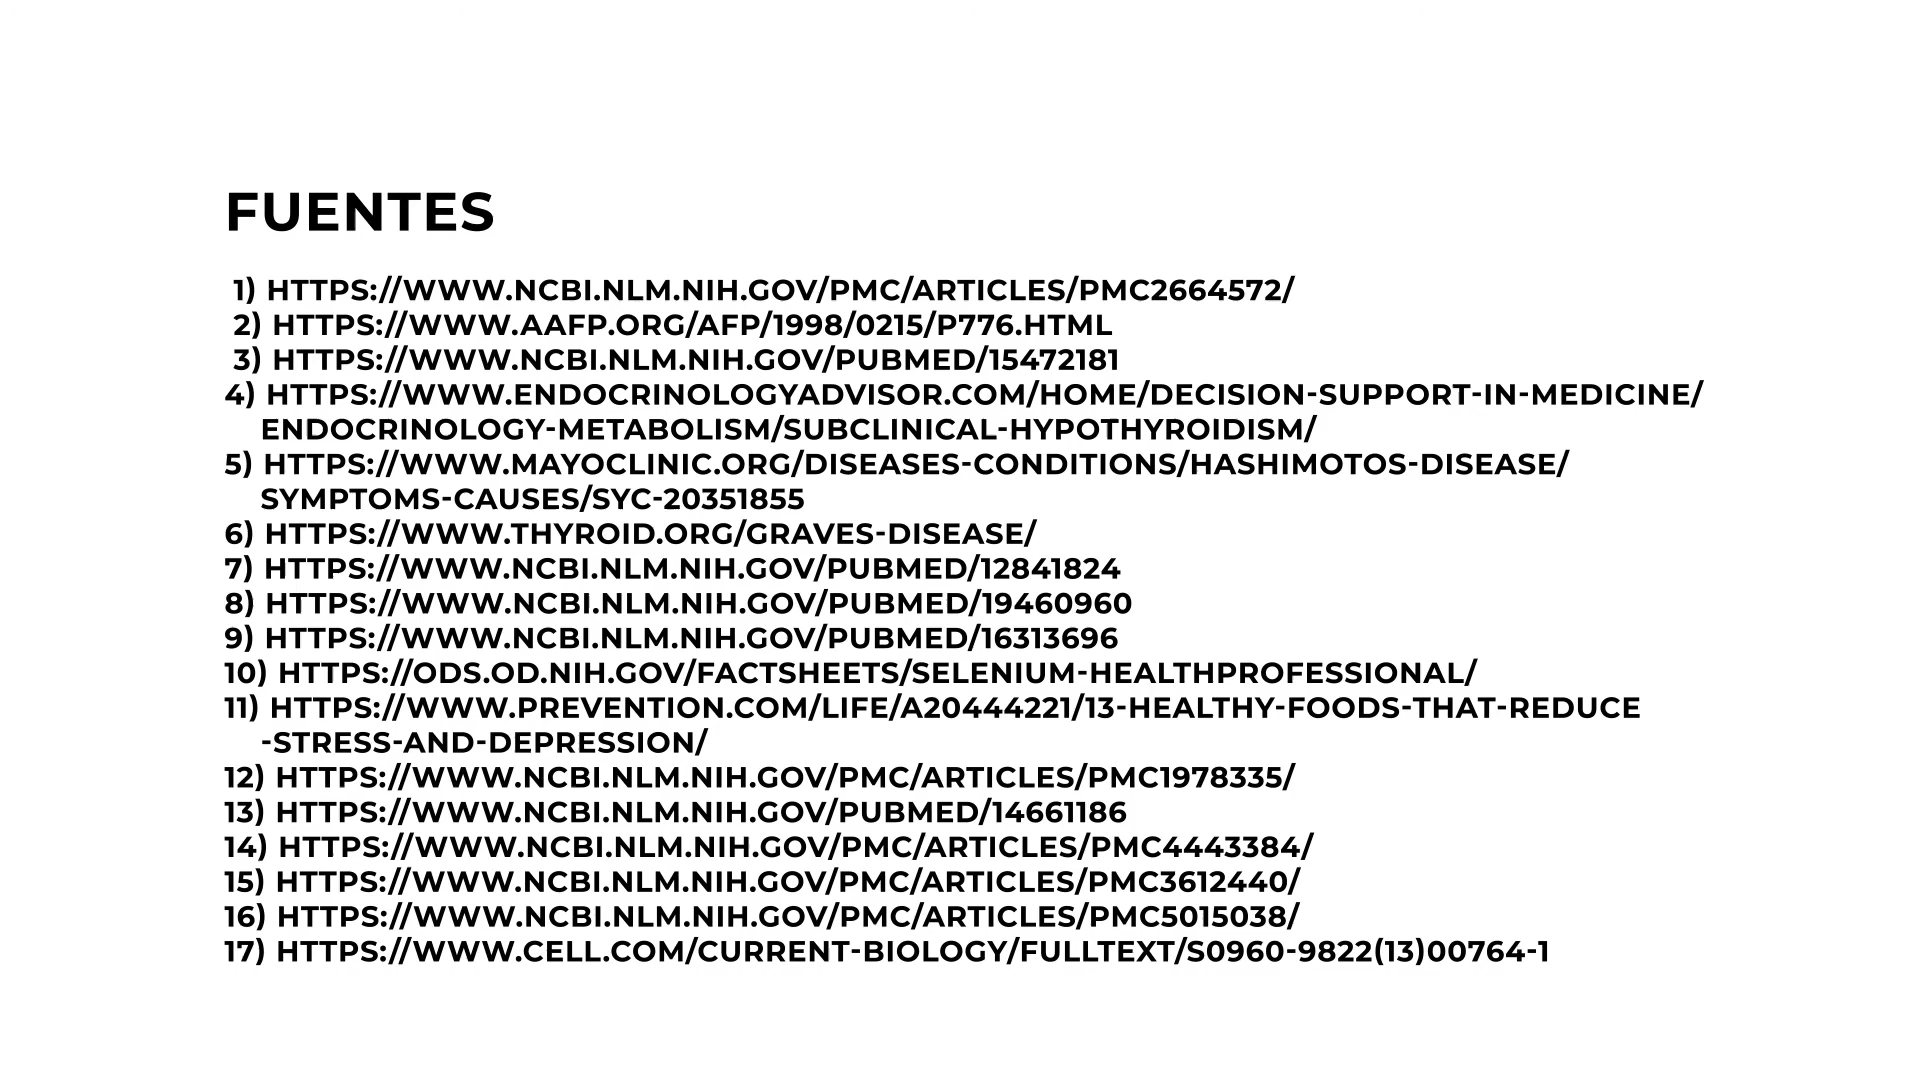 FUENTES
1) HTTPS://WWW.NCBI.NLM.NIH.GOV/PMC/ARTICLES/PMC2664572/
2) HTTPS://WWW.AAFP.ORG/AFP/1998/0215/P776.HTML
3) HTTPS://WWW.NCBI.NLM.NIH.GOV/PUBMED/15472181
4) HTTPS://WWW.ENDOCRINOLOGYADVISOR.COM/HOME/DECISION-SUPPORT-IN-MEDICINE/
ENDOCRINOLOGY-METABOLISM/SUBCLINICAL-HYPOTHYROIDISM/
5) HTTPS://WWW.MAYOCLINIC.ORG/DISEASES-CONDITIONS/HASHIMOTOS-DISEASE/
SYMPTOMS-CAUSES/SYC-20351855
6) HTTPS://WWW.THYROID.ORG/GRAVES-DISEASE/
7) HTTPS://WWW.NCBI.NLM.NIH.GOV/PUBMED/12841824
8) HTTPS://WWW.NCBI.NLM.NIH.GOV/PUBMED/19460960
9) HTTPS://WWW.NCBI.NLM.NIH.GOV/PUBMED/16313696
10) HTTPS://ODS.OD.NIH.GOV/FACTSHEETS/SELENIUM-HEALTHPROFESSIONAL/
11) HTTPS://WWW.PREVENTION.COM/LIFE/A20444221/13-HEALTHY-FOODS-THAT-REDUCE
-STRESS-AND-DEPRESSION/
12) HTTPS://WWW.NCBI.NLM.NIH.GOV/PMC/ARTICLES/PMC1978335/
13) HTTPS://WWW.NCBI.NLM.NIH.GOV/PUBMED/14661186
14) HTTPS://WWW.NCBI.NLM.NIH.GOV/PMC/ARTICLES/PMC4443384/
15) HTTPS://WWW.NCBI.NLM.NIH.GOV/PMC/ARTICLES/PMC3612440/
16) HTTPS://WWW.NCBI.NLM.NIH.GOV/PMC/ARTICLES/PMC5015038/
17) HTTPS://WWW.CELL.COM/CURRENT-BIOLOGY/FULLTEXT/S0960-9822(13)00764-1